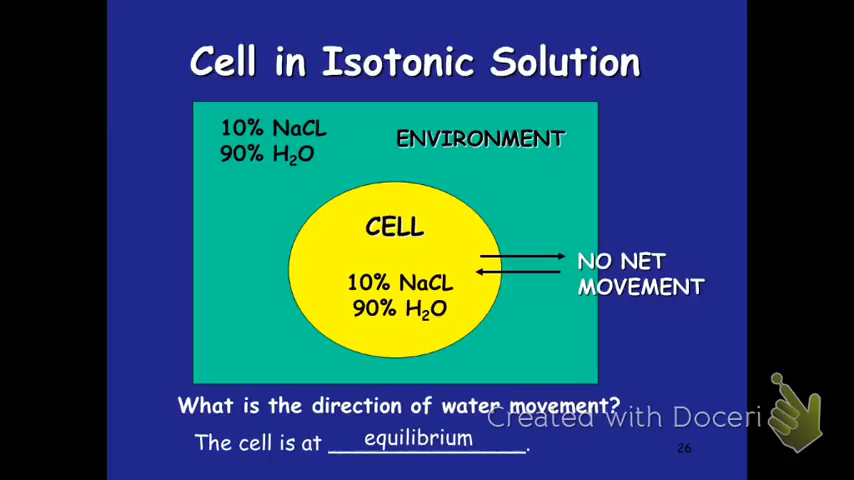 Cell in Isotonic Solution
10% NaCL
90% H₂O
ENVIRONMENT
CELL
10% NaCL
90% H₂O
NO NET
MOVEMENT
What is the direction of water movement?
Created with Doceri
The cell is at equilibrium.
26